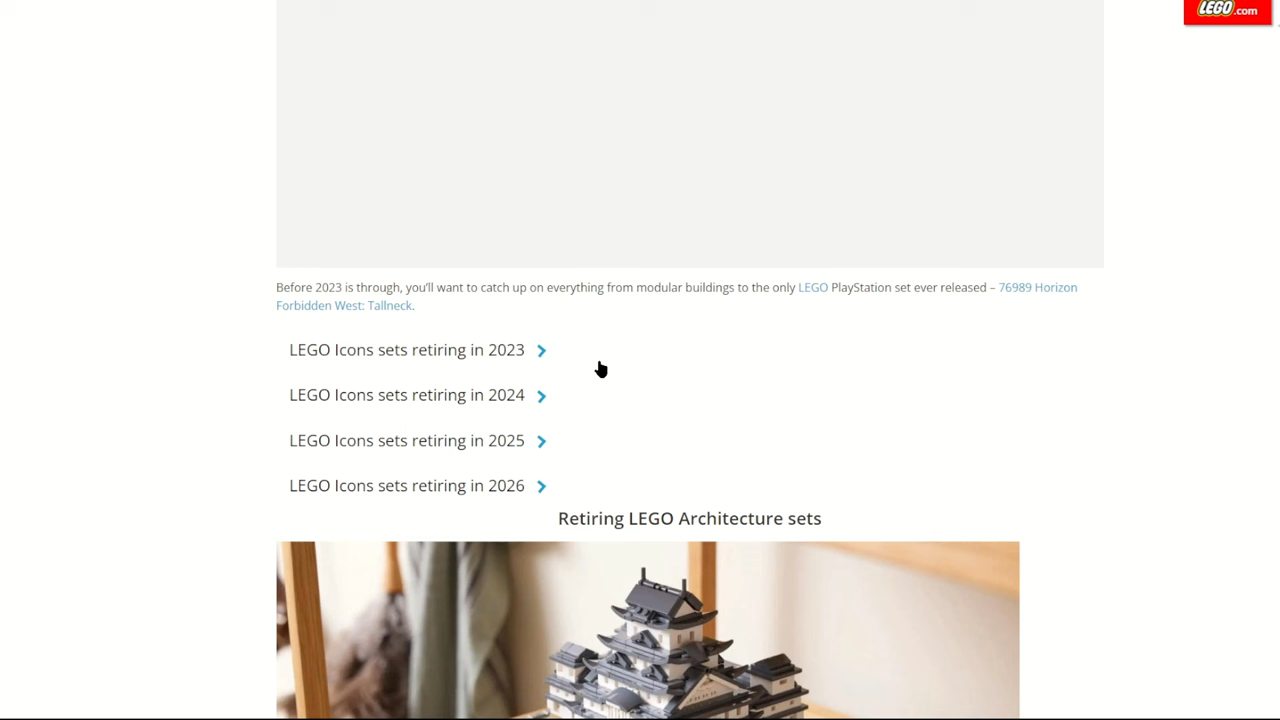 LEGO.com
Before 2023 is through, you'll want to catch up on everything from modular buildings to the only LEGO PlayStation set ever released – 76989 Horizon
Forbidden West: Tallneck.
LEGO Icons sets retiring in 2023
LEGO Icons sets retiring in 2024
LEGO Icons sets retiring in 2025
LEGO Icons sets retiring in 2026
Retiring LEGO Architecture sets